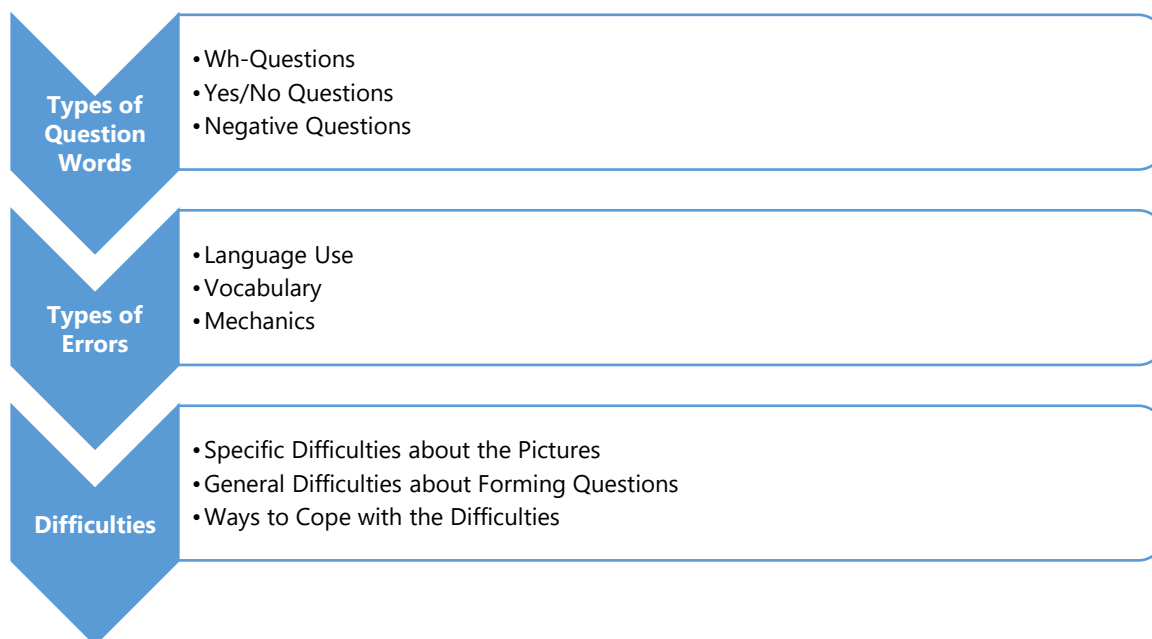 Types of
Question
Words
•Wh-Questions
•Yes/No Questions
•Negative Questions
Types of
Errors
•Language Use
•Vocabulary
•Mechanics
Difficulties
•Specific Difficulties about the Pictures
•General Difficulties about Forming Questions
•Ways to Cope with the Difficulties